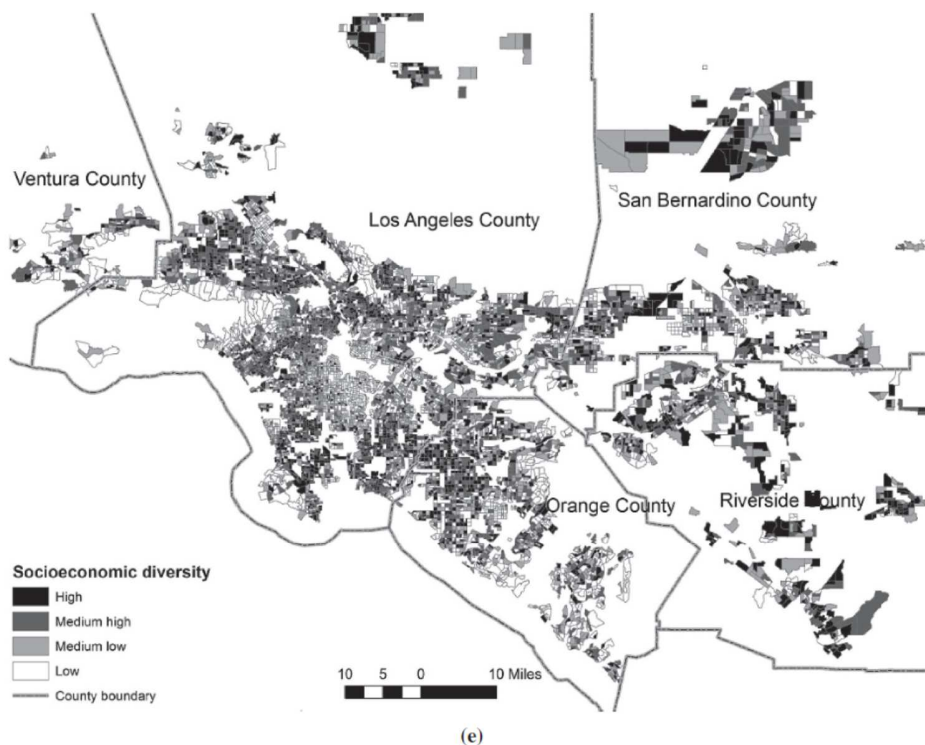 Ventura County
Los Angeles County
San Bernardino County
Orange County
Riverside County
Socioeconomic diversity
High
Medium high
Medium low
Low
County boundary
10 5 0 10 Miles
(e)